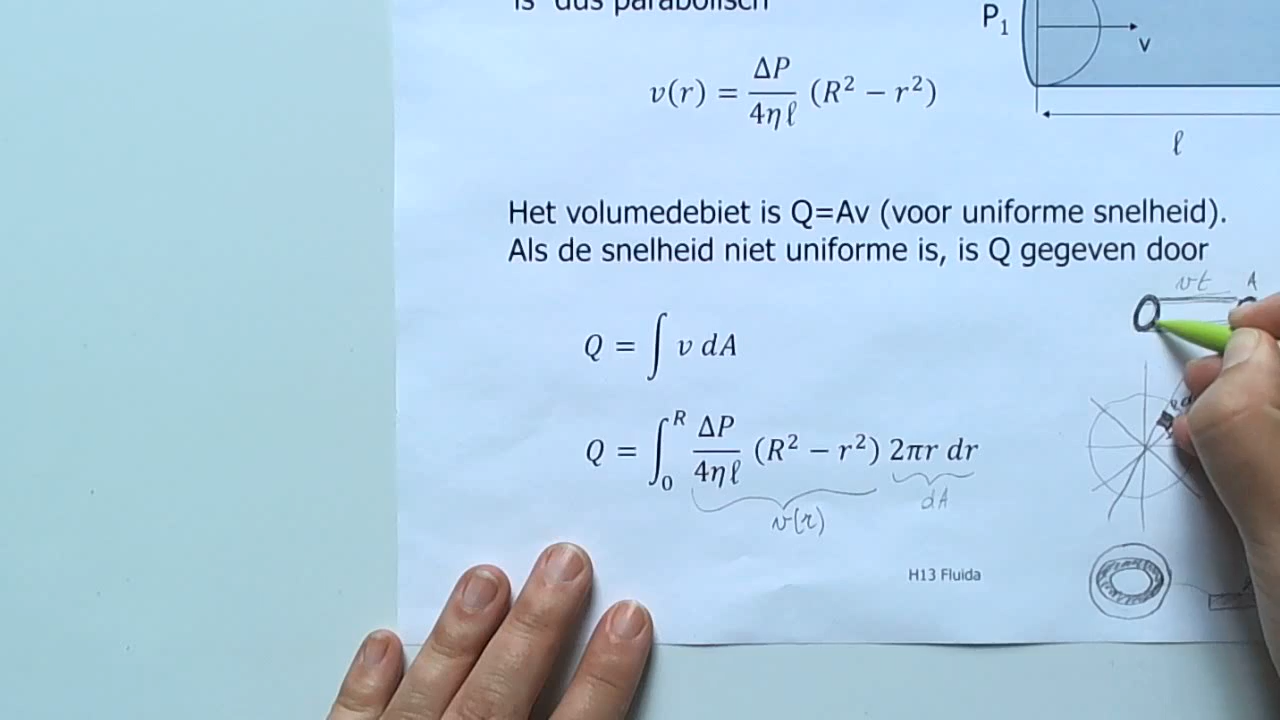 is dus parabolisch
P₁
v
v(r) = ΔP/4ηℓ (R² − r²)
ℓ
Het volumedebiet is Q=Av (voor uniforme snelheid).
Als de snelheid niet uniforme is, is Q gegeven door
vt A
Q = ∫ v dA
Q = ∫₀ᴿ ΔP/4ηℓ (R² − r²) 2πr dr
v(r) dA
H13 Fluida